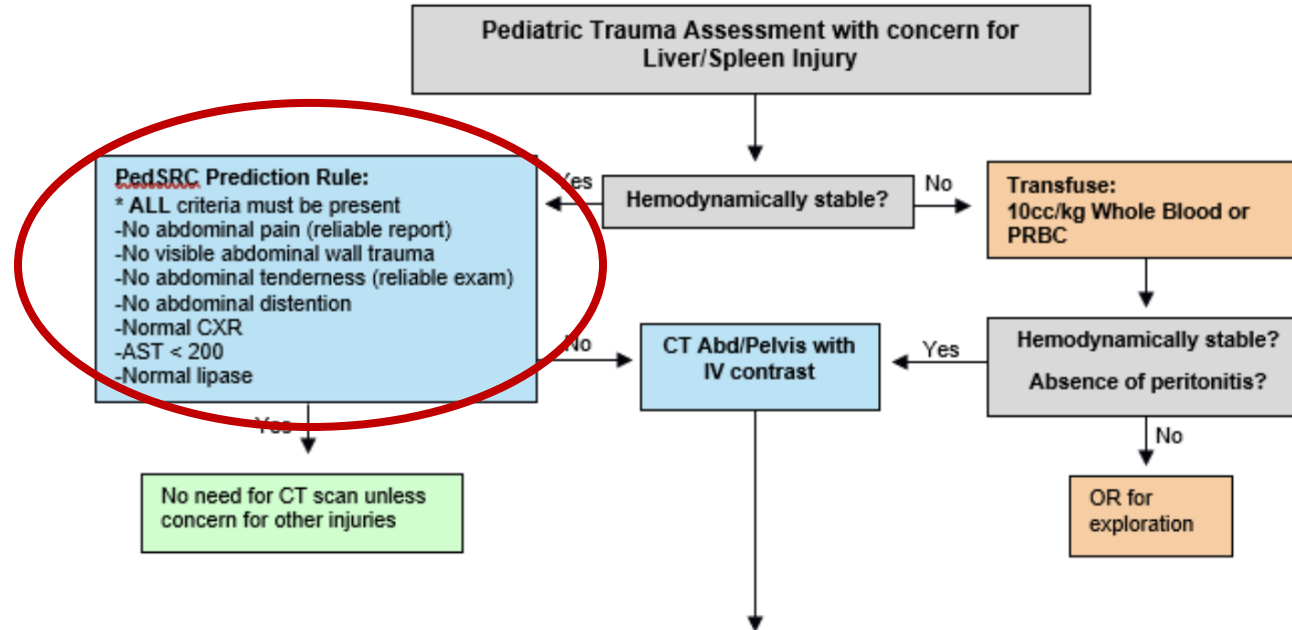 Pediatric Trauma Assessment with concern for
Liver/Spleen Injury
PedSRC Prediction Rule:
* ALL criteria must be present
-No abdominal pain (reliable report)
-No visible abdominal wall trauma
-No abdominal tenderness (reliable exam)
-No abdominal distention
-Normal CXR
-AST < 200
-Normal lipase
Yes
Hemodynamically stable?
No
Transfuse:
10cc/kg Whole Blood or
PRBC
No
CT Abd/Pelvis with
IV contrast
Yes
Hemodynamically stable?
Absence of peritonitis?
Yes
No
No need for CT scan unless
concern for other injuries
OR for
exploration